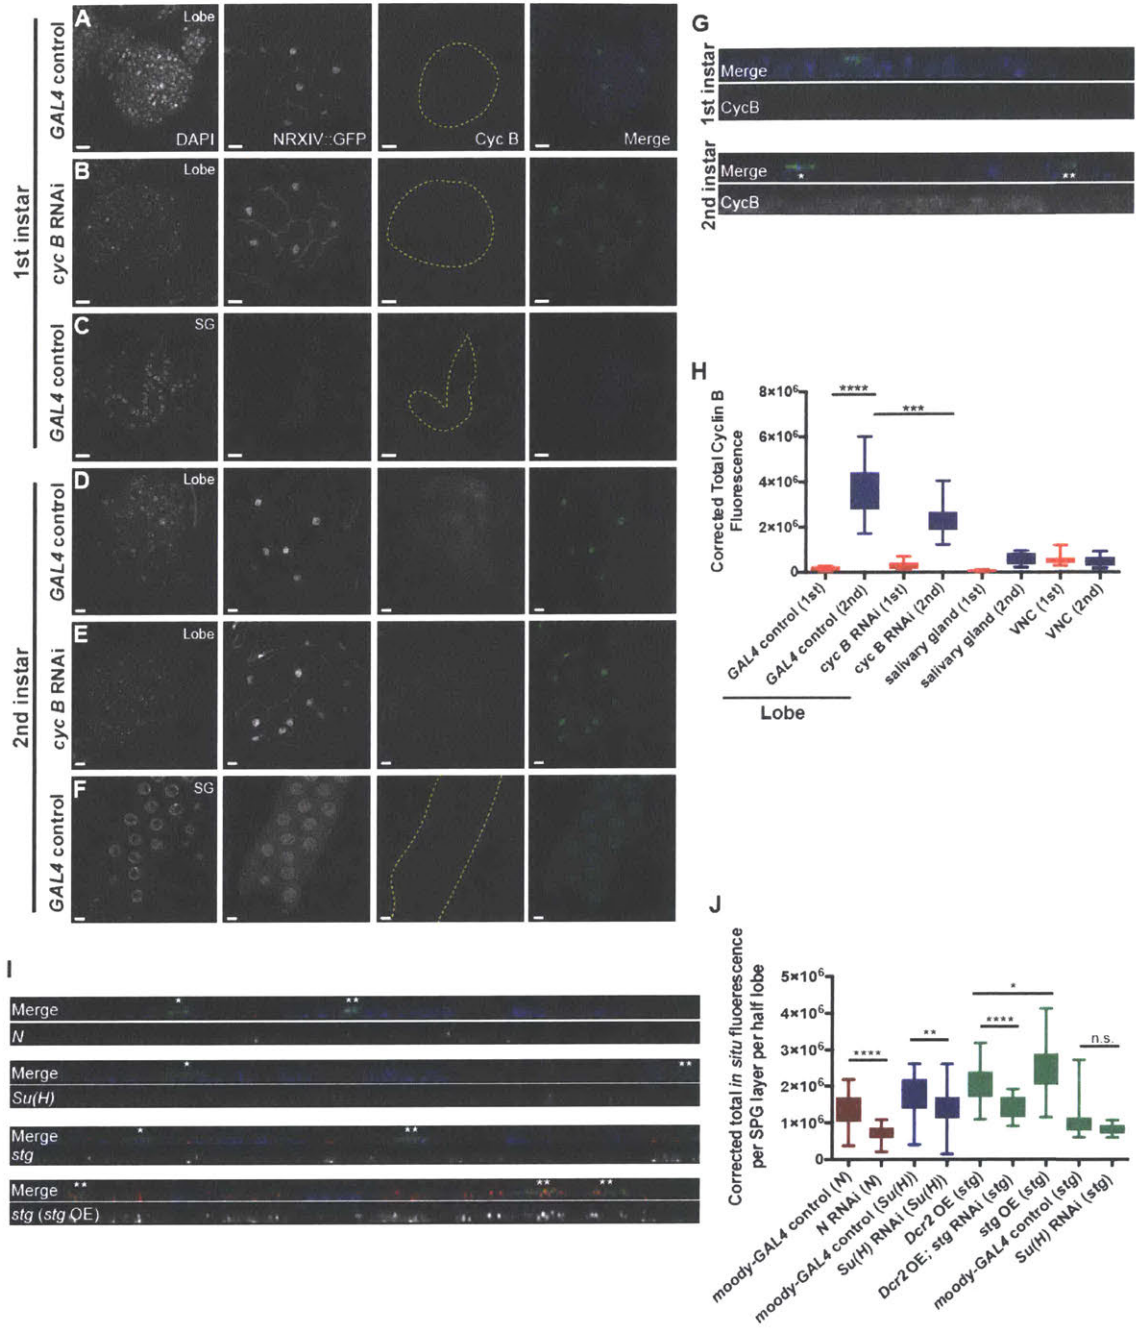 1st instar
GAL4 control
A
Lobe
DAPI
NRXIV::GFP
Cyc B
Merge
cyc B RNAi
B
Lobe
GAL4 control
C
SG
2nd instar
GAL4 control
D
Lobe
cyc B RNAi
E
Lobe
GAL4 control
F
SG
G
1st instar
Merge
CycB
2nd instar
Merge
* **
CycB
H
Corrected Total Cyclin B
Fluorescence
8×10⁶
6×10⁶
4×10⁶
2×10⁶
0
****
***
GAL4 control (1st)
GAL4 control (2nd)
cyc B RNAi (1st)
cyc B RNAi (2nd)
salivary gland (1st)
salivary gland (2nd)
VNC (1st)
VNC (2nd)
Lobe
I
* **
Merge
N
* **
Merge
Su(H)
* **
Merge
stg
** ** **
Merge
stg (stg OE)
J
Corrected total in situ fluoerescence
per SPG layer per half lobe
5×10⁶
4×10⁶
3×10⁶
2×10⁶
1×10⁶
0
****
**
****
*
n.s.
moody-GAL4 control (N)
N RNAi (N)
moody-GAL4 control (Su(H))
Su(H) RNAi (Su(H))
Dcr2 OE (stg)
Dcr2 OE; stg RNAi (stg)
stg OE (stg)
moody-GAL4 control (stg)
Su(H) RNAi (stg)